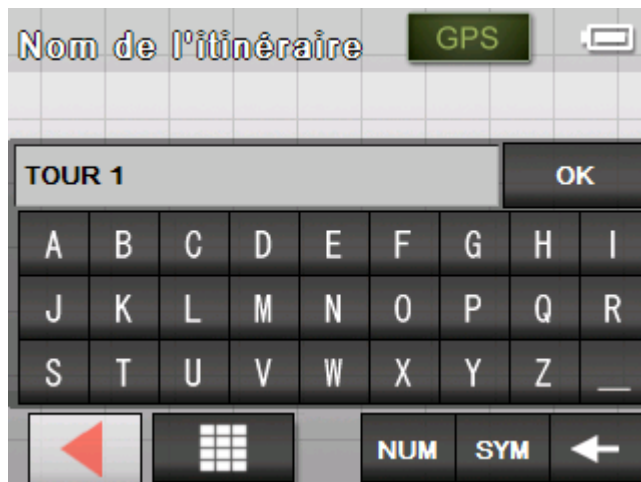 Nom de l'itinéraire GPS
TOUR 1 OK
A B C D E F G H I
J K L M N O P Q R
S T U V W X Y Z _
NUM SYM